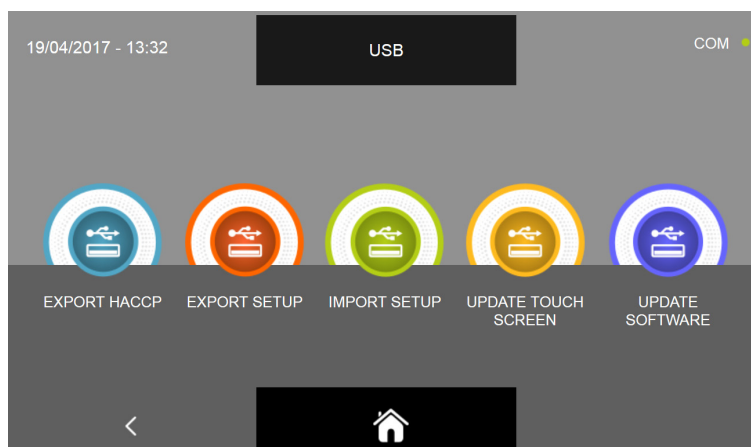 19/04/2017 - 13:32
USB
COM
EXPORT HACCP
EXPORT SETUP
IMPORT SETUP
UPDATE TOUCH
SCREEN
UPDATE
SOFTWARE